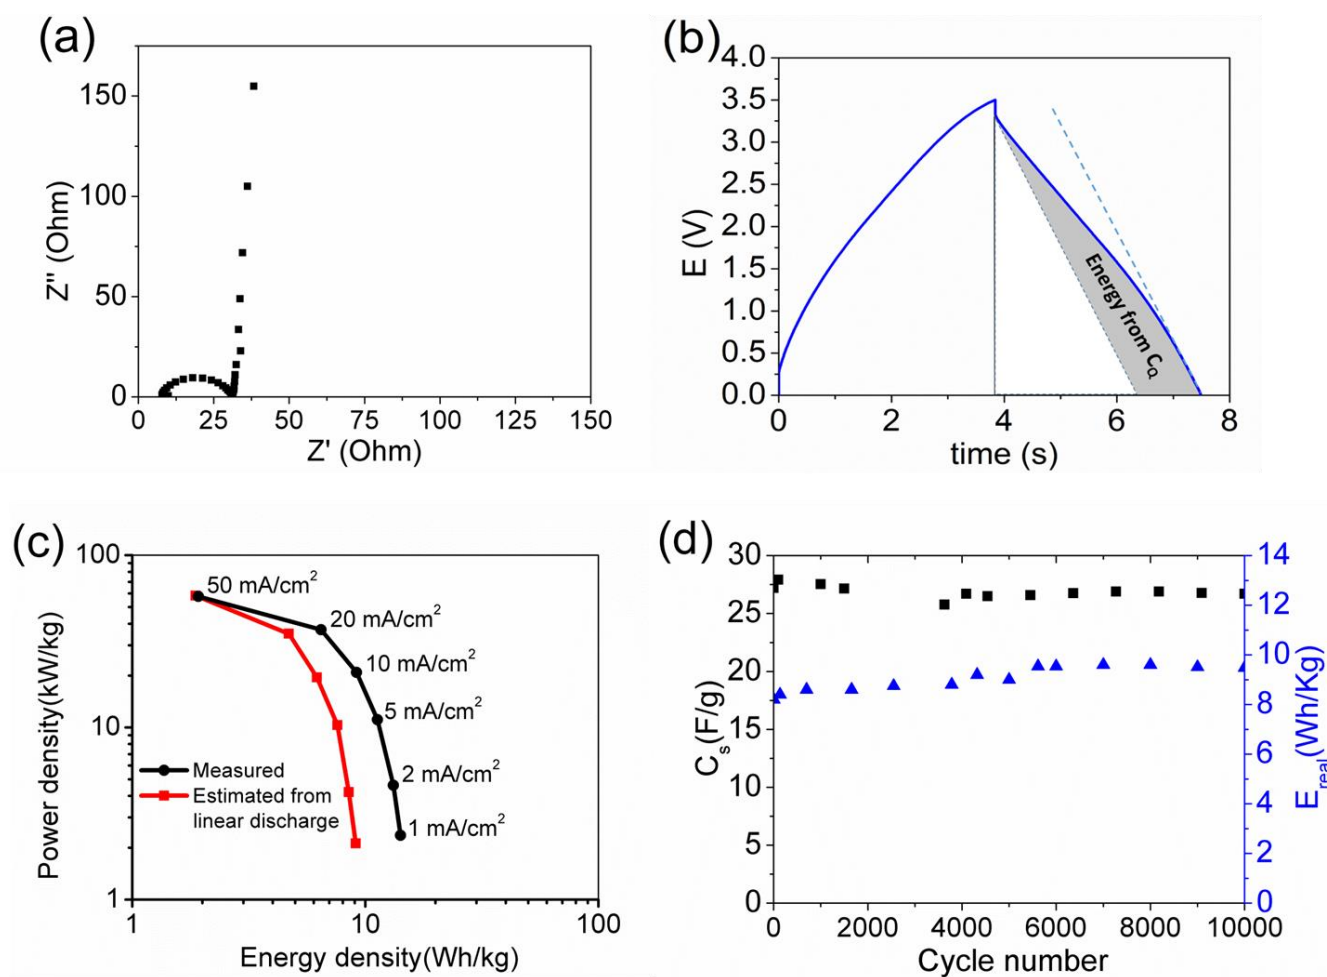 (a)
150
100
50
0
Z'' (Ohm)
0 25 50 75 100 125 150
Z' (Ohm)
(b)
4.0
3.5
3.0
2.5
2.0
1.5
1.0
0.5
0.0
E (V)
Energy from C_Q
0 2 4 6 8
time (s)
(c)
100
10
1
Power density(kW/kg)
50 mA/cm²
20 mA/cm²
10 mA/cm²
5 mA/cm²
2 mA/cm²
1 mA/cm²
Measured
Estimated from
linear discharge
1 10 100
Energy density(Wh/kg)
(d)
30
25
20
15
10
5
0
C_s(F/g)
14
12
10
8
6
4
2
0
E_real(Wh/Kg)
0 2000 4000 6000 8000 10000
Cycle number